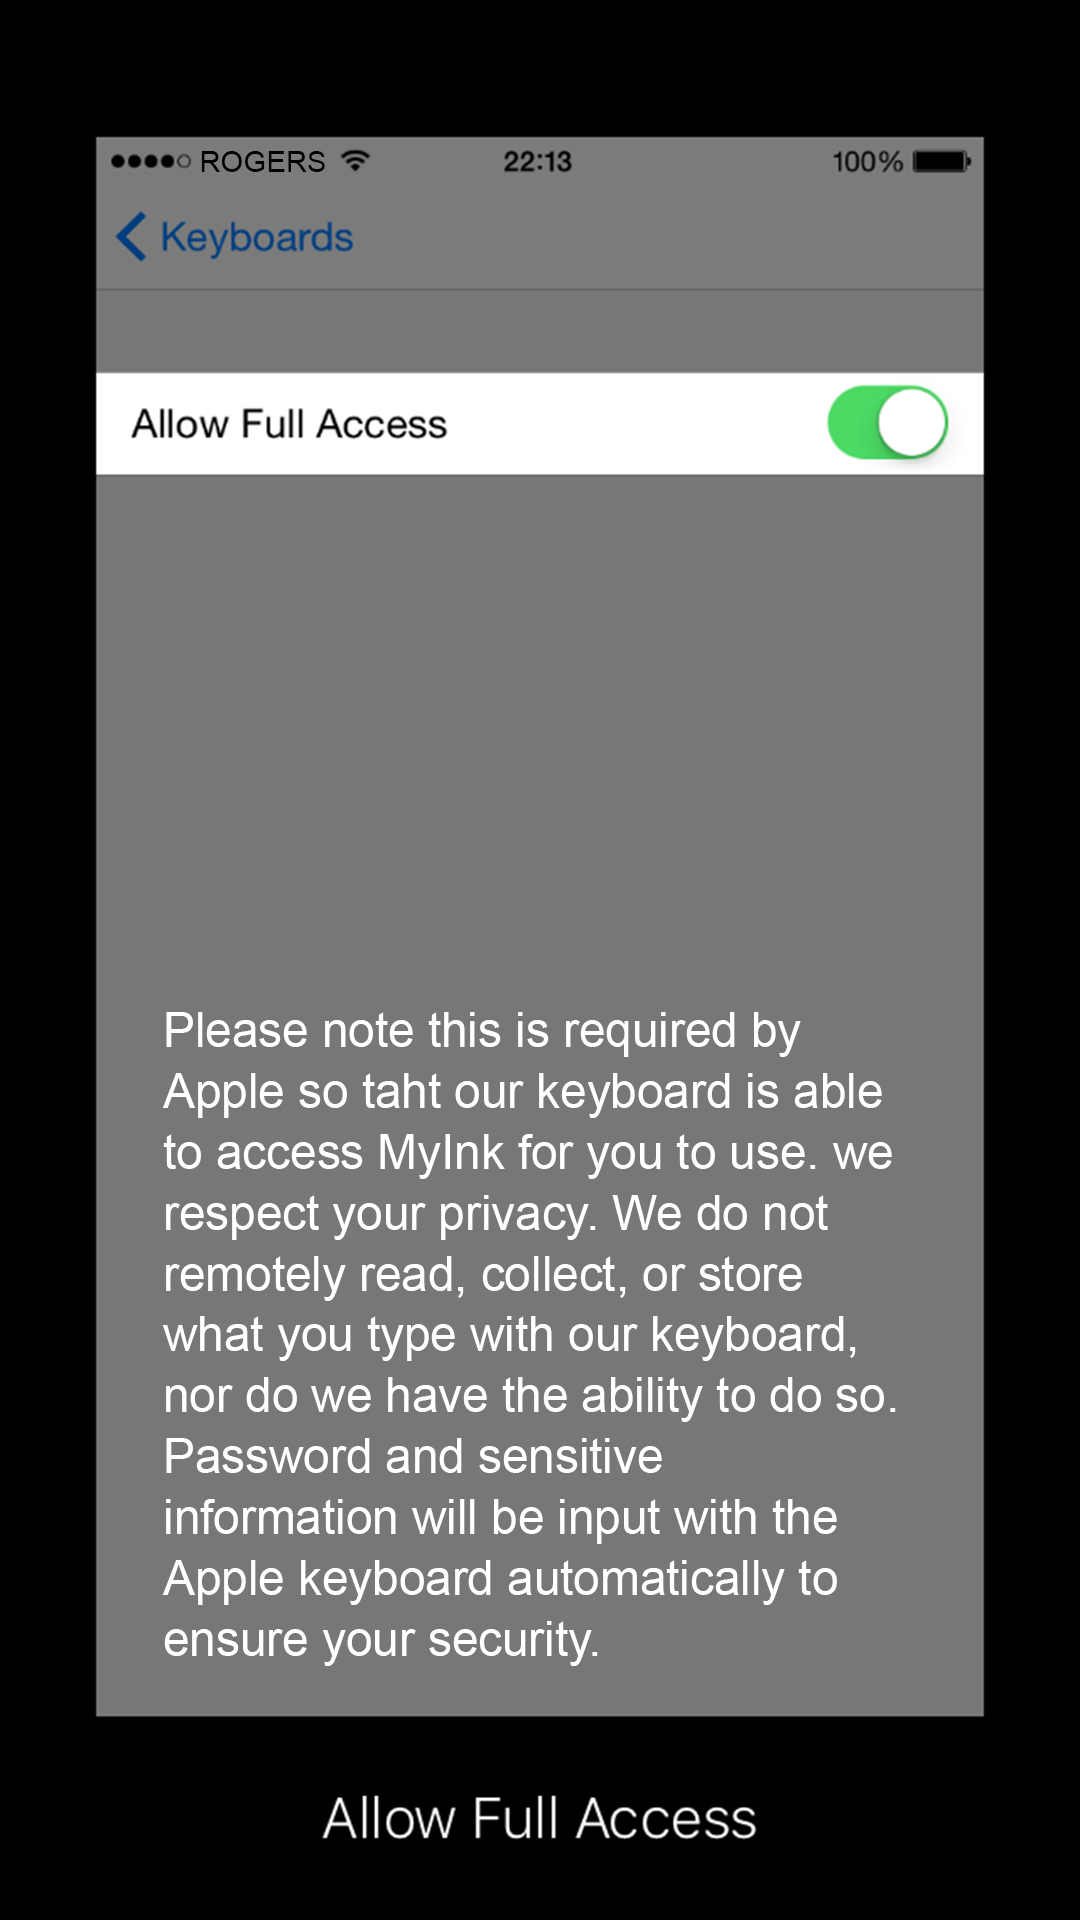 ROGERS 22:13 100%
Keyboards
Allow Full Access
Please note this is required by
Apple so taht our keyboard is able
to access MyInk for you to use. we
respect your privacy. We do not
remotely read, collect, or store
what you type with our keyboard,
nor do we have the ability to do so.
Password and sensitive
information will be input with the
Apple keyboard automatically to
ensure your security.
Allow Full Access